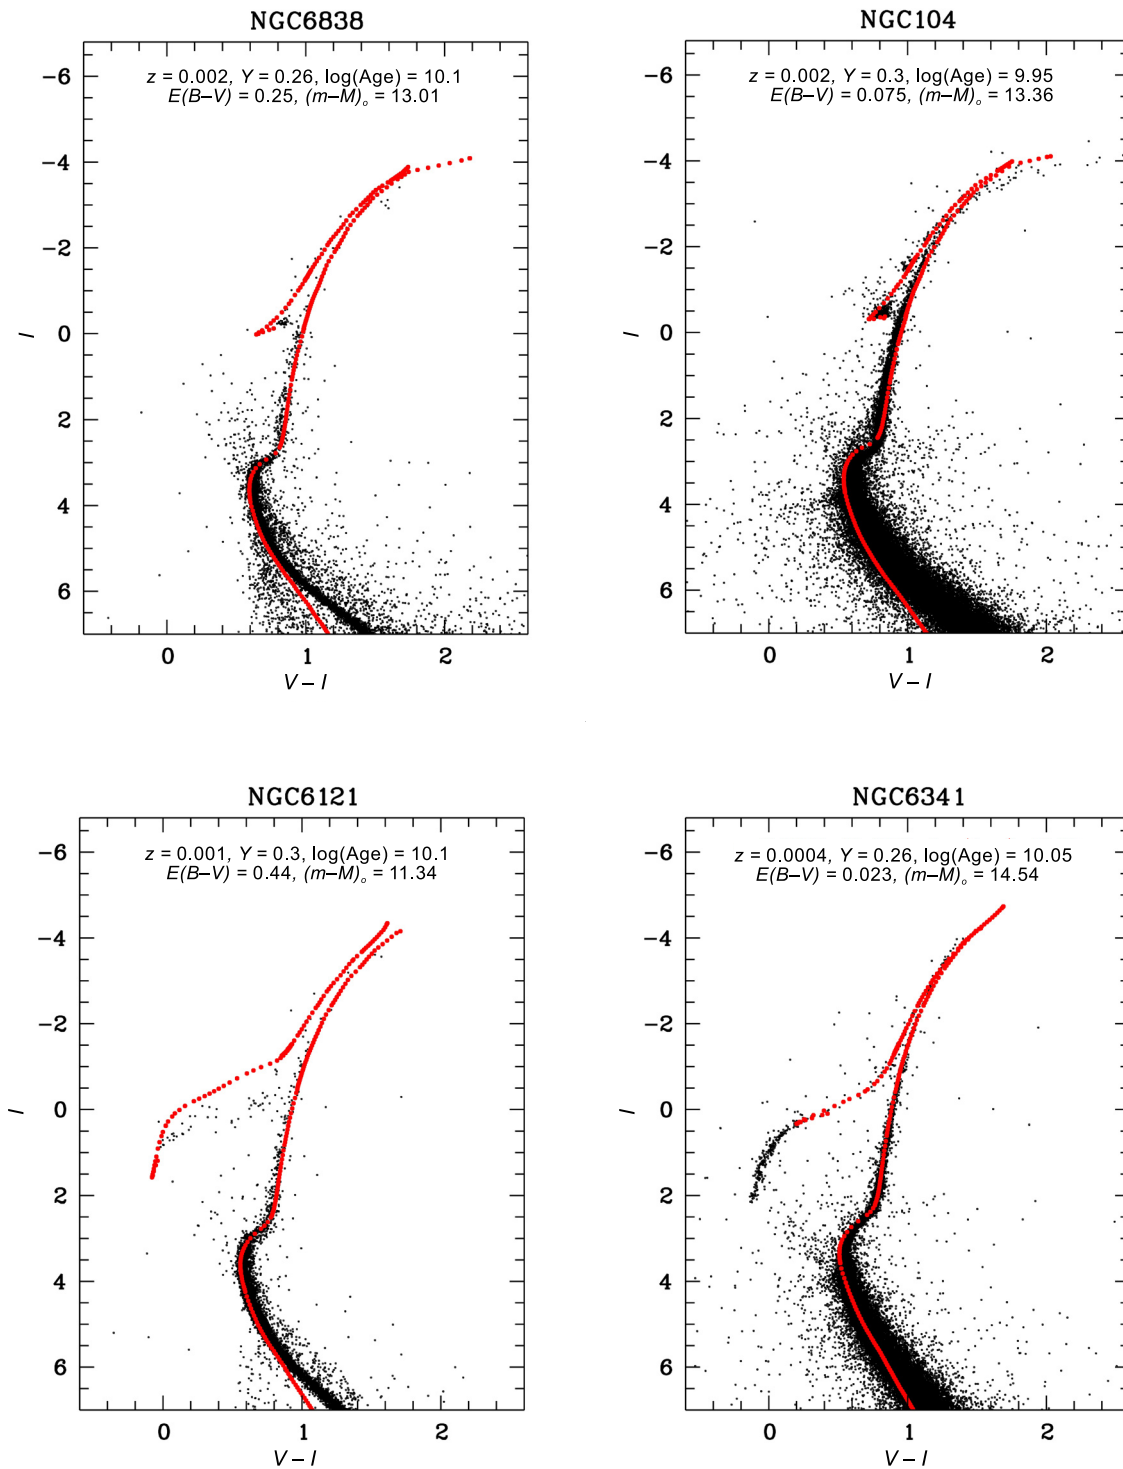 NGC6838
z = 0.002, Y = 0.26, log(Age) = 10.1
E(B–V) = 0.25, (m–M)ₒ = 13.01
-6
-4
-2
0
2
4
6
I
0 1 2
V – I
NGC104
z = 0.002, Y = 0.3, log(Age) = 9.95
E(B–V) = 0.075, (m–M)ₒ = 13.36
-6
-4
-2
0
2
4
6
I
0 1 2
V – I
NGC6121
z = 0.001, Y = 0.3, log(Age) = 10.1
E(B–V) = 0.44, (m–M)ₒ = 11.34
-6
-4
-2
0
2
4
6
I
0 1 2
V – I
NGC6341
z = 0.0004, Y = 0.26, log(Age) = 10.05
E(B–V) = 0.023, (m–M)ₒ = 14.54
-6
-4
-2
0
2
4
6
I
0 1 2
V – I